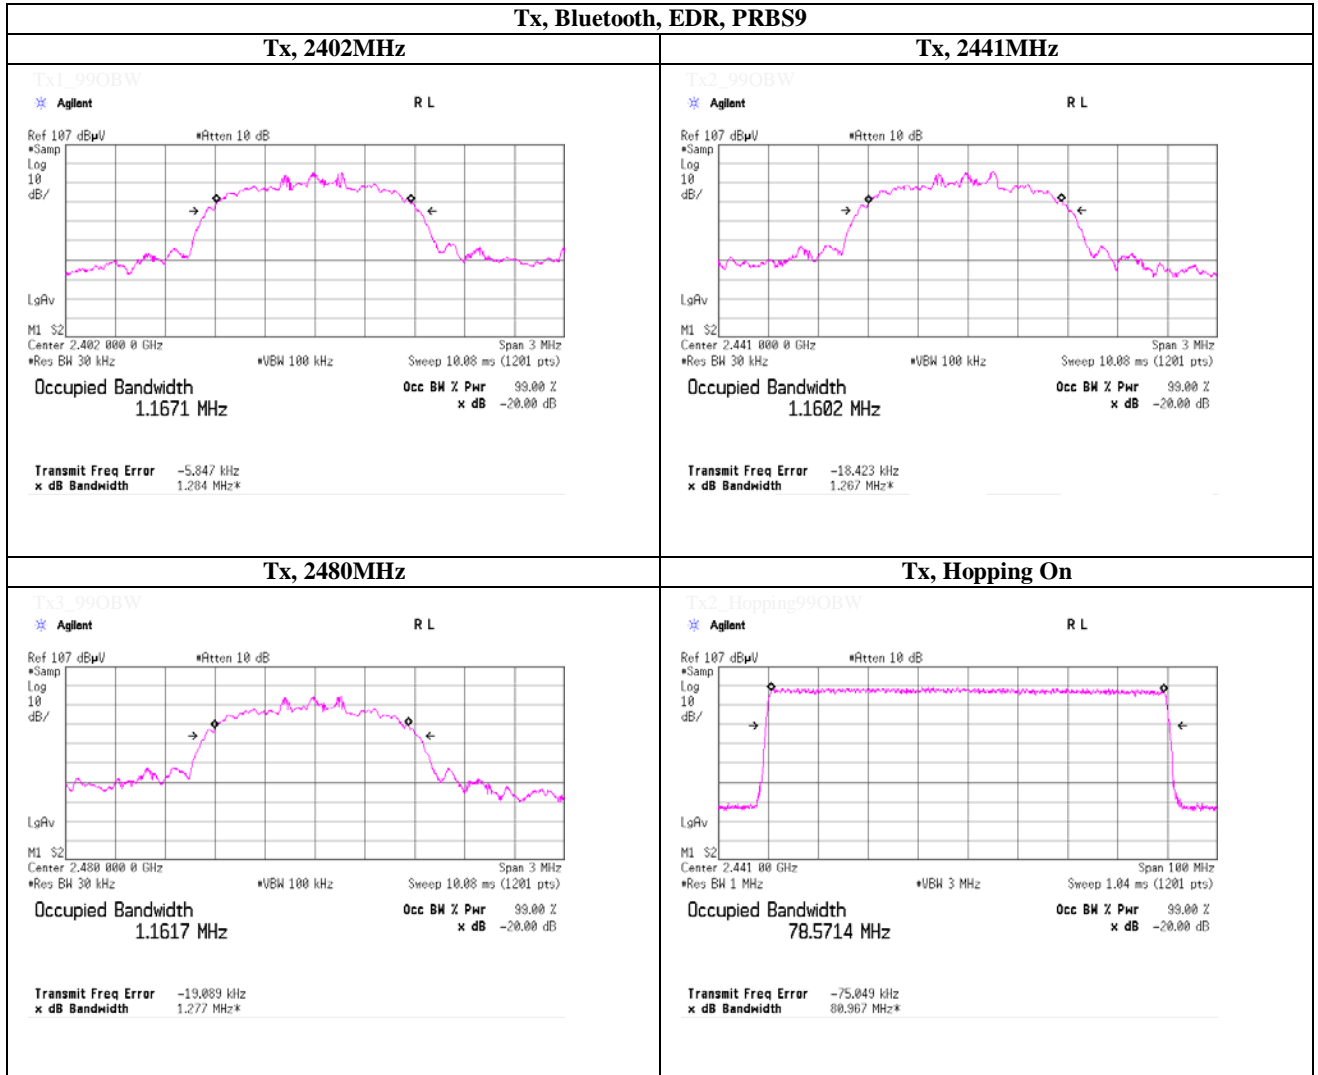 Tx, Bluetooth, EDR, PRBS9
Tx, 2402MHz
Tx, 2441MHz
Tx1_99OBW
Agilent R L
Ref 107 dBµV #Atten 10 dB
#Samp
Log
10
dB/
LgAv
M1 S2
Center 2.402 000 0 GHz Span 3 MHz
#Res BW 30 kHz #VBW 100 kHz Sweep 10.08 ms (1201 pts)
Occupied Bandwidth Occ BW % Pwr 99.00 %
1.1671 MHz x dB -20.00 dB
Transmit Freq Error -5.847 kHz
x dB Bandwidth 1.284 MHz*
Tx2_99OBW
Agilent R L
Ref 107 dBµV #Atten 10 dB
#Samp
Log
10
dB/
LgAv
M1 S2
Center 2.441 000 0 GHz Span 3 MHz
#Res BW 30 kHz #VBW 100 kHz Sweep 10.08 ms (1201 pts)
Occupied Bandwidth Occ BW % Pwr 99.00 %
1.1602 MHz x dB -20.00 dB
Transmit Freq Error -18.423 kHz
x dB Bandwidth 1.267 MHz*
Tx, 2480MHz
Tx, Hopping On
Tx3_99OBW
Agilent R L
Ref 107 dBµV #Atten 10 dB
#Samp
Log
10
dB/
LgAv
M1 S2
Center 2.480 000 0 GHz Span 3 MHz
#Res BW 30 kHz #VBW 100 kHz Sweep 10.08 ms (1201 pts)
Occupied Bandwidth Occ BW % Pwr 99.00 %
1.1617 MHz x dB -20.00 dB
Transmit Freq Error -19.089 kHz
x dB Bandwidth 1.277 MHz*
Tx2_Hopping99OBW
Agilent R L
Ref 107 dBµV #Atten 10 dB
#Samp
Log
10
dB/
LgAv
M1 S2
Center 2.441 00 GHz Span 100 MHz
#Res BW 1 MHz #VBW 3 MHz Sweep 1.04 ms (1201 pts)
Occupied Bandwidth Occ BW % Pwr 99.00 %
78.5714 MHz x dB -20.00 dB
Transmit Freq Error -75.049 kHz
x dB Bandwidth 80.967 MHz*